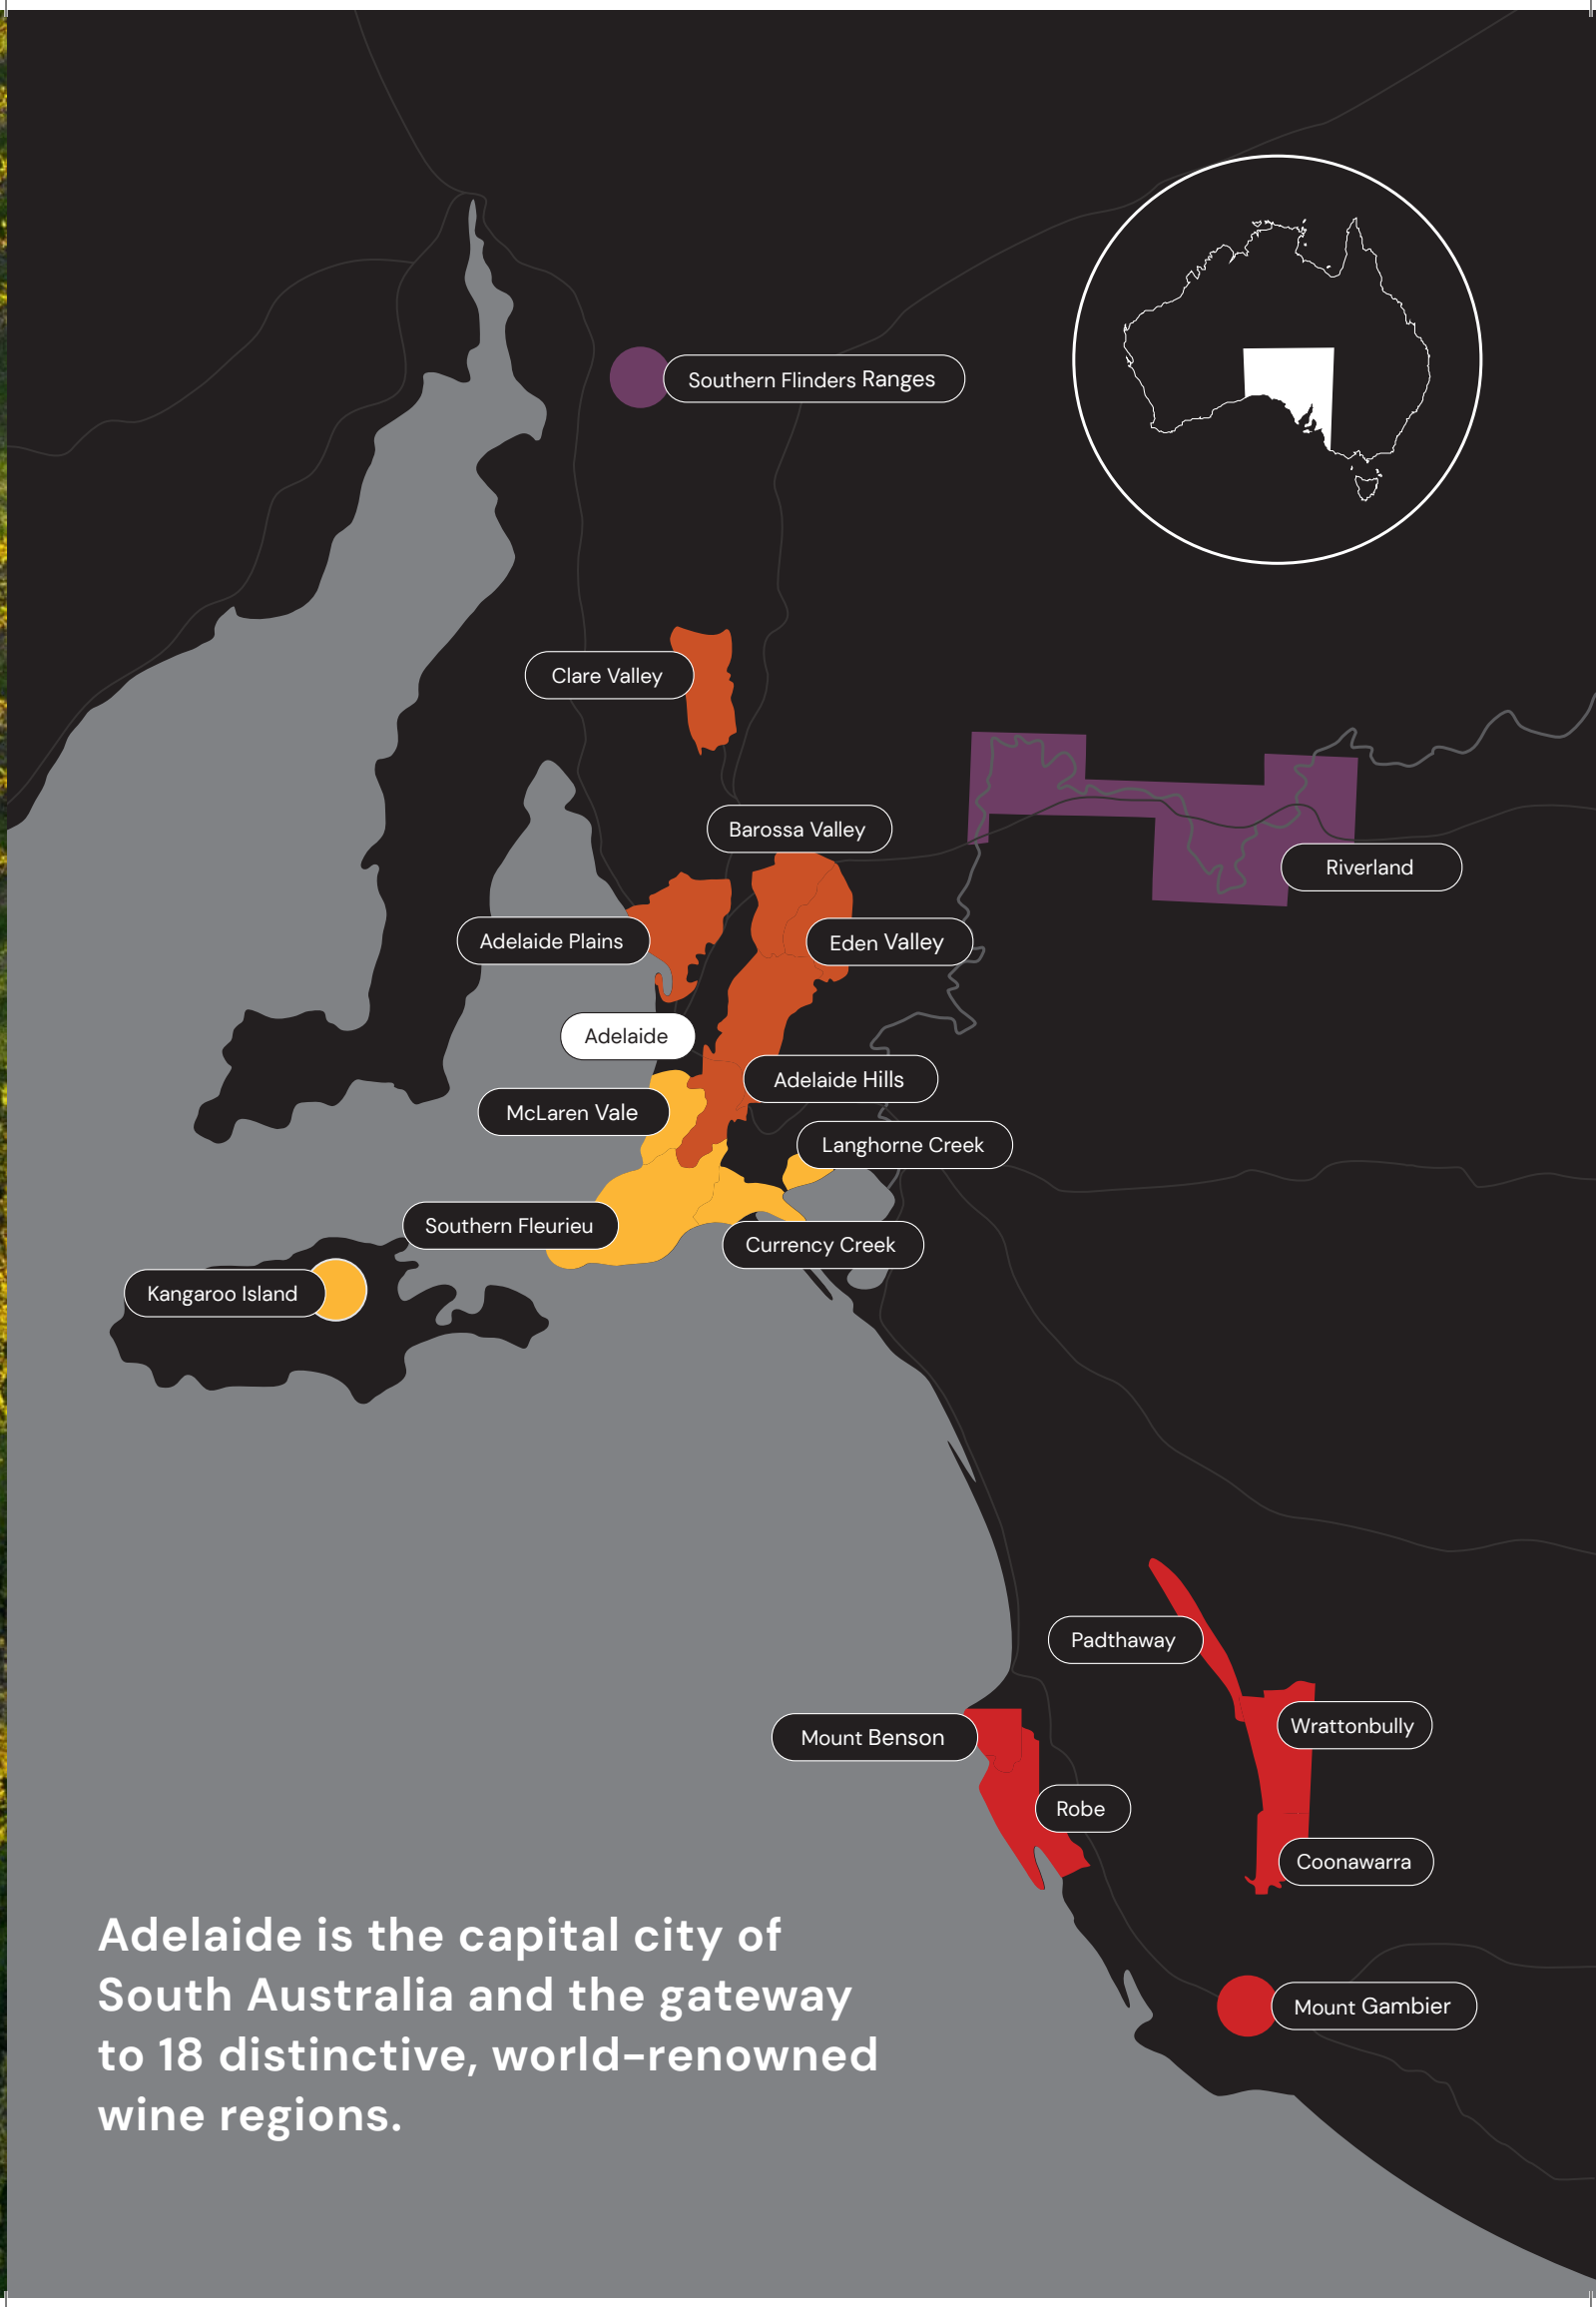 Southern Flinders Ranges
Clare Valley
Barossa Valley
Riverland
Adelaide Plains
Eden Valley
Adelaide
Adelaide Hills
McLaren Vale
Langhorne Creek
Southern Fleurieu
Currency Creek
Kangaroo Island
Padthaway
Wrattonbully
Mount Benson
Robe
Coonawarra
Mount Gambier
Adelaide is the capital city of
South Australia and the gateway
to 18 distinctive, world-renowned
wine regions.